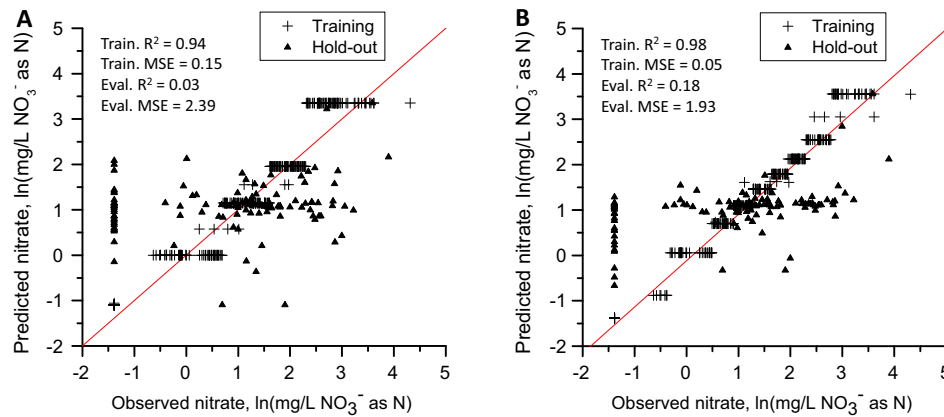 A
Training
Hold-out
Train. R² = 0.94
Train. MSE = 0.15
Eval. R² = 0.03
Eval. MSE = 2.39
5
4
3
2
1
0
-1
-2
Predicted nitrate, ln(mg/L NO₃⁻ as N)
-2 -1 0 1 2 3 4 5
Observed nitrate, ln(mg/L NO₃⁻ as N)
B
Training
Hold-out
Train. R² = 0.98
Train. MSE = 0.05
Eval. R² = 0.18
Eval. MSE = 1.93
5
4
3
2
1
0
-1
-2
Predicted nitrate, ln(mg/L NO₃⁻ as N)
-2 -1 0 1 2 3 4 5
Observed nitrate, ln(mg/L NO₃⁻ as N)